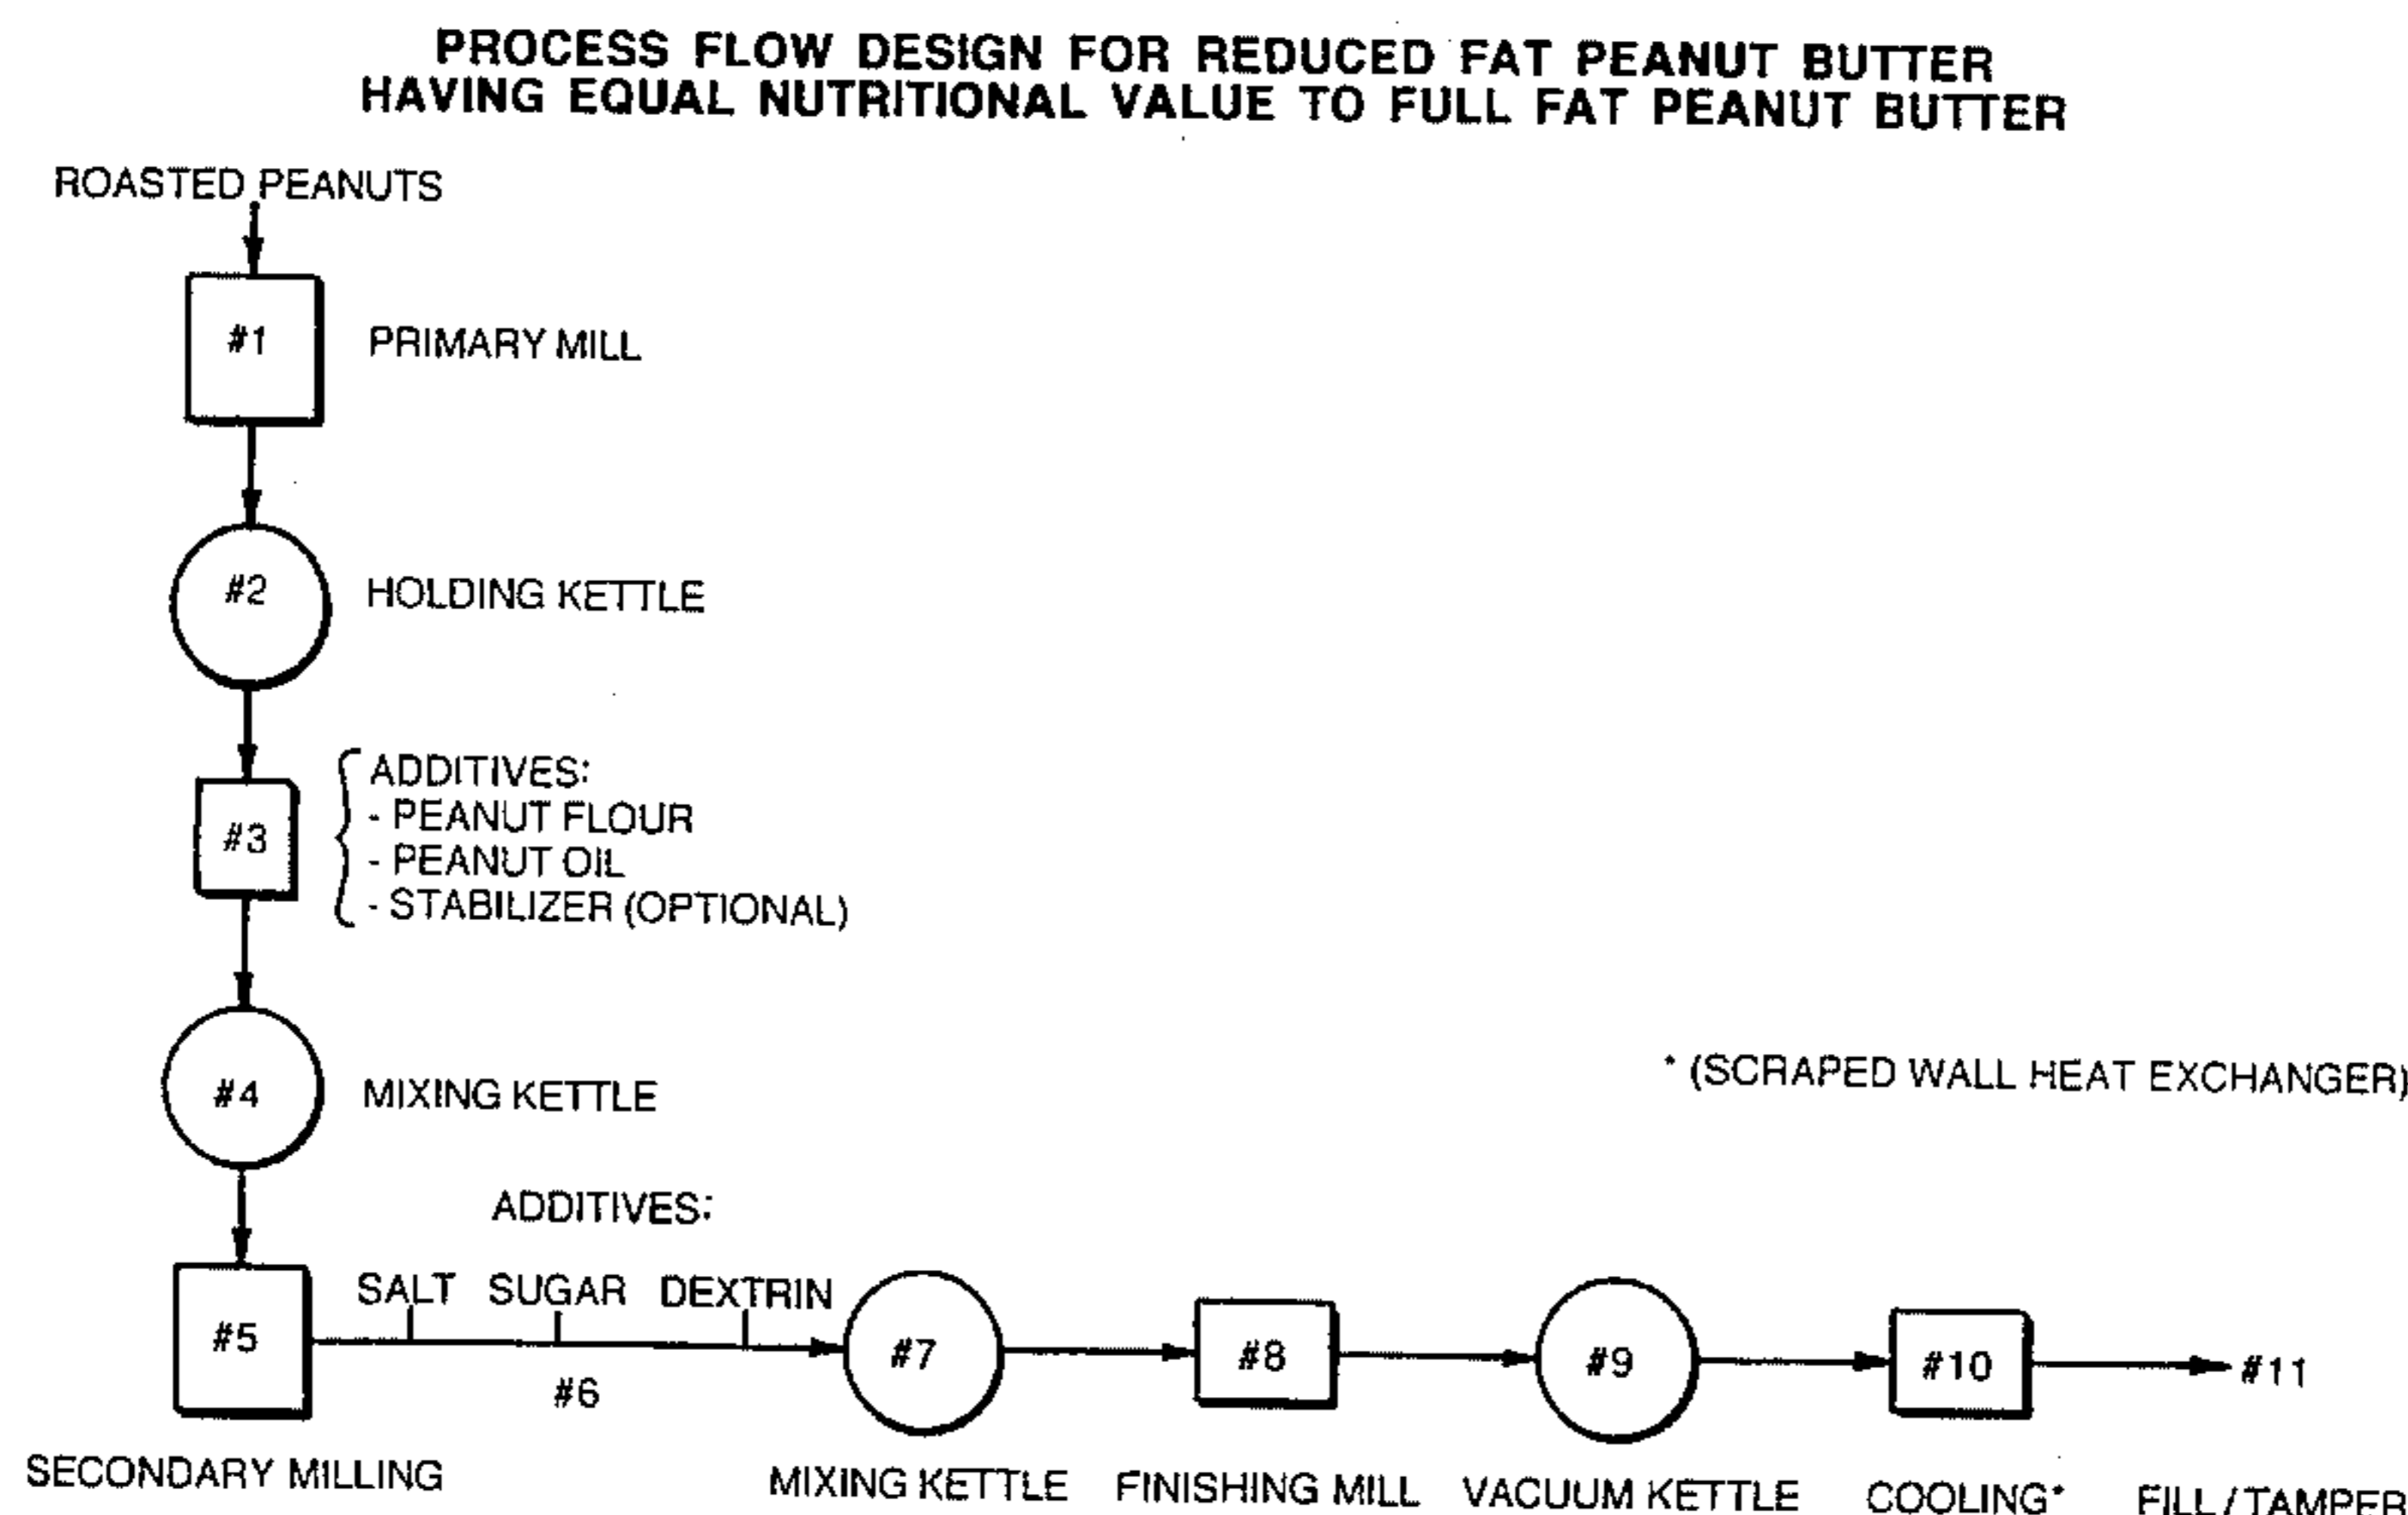 PROCESS FLOW DESIGN FOR REDUCED FAT PEANUT BUTTER
HAVING EQUAL NUTRITIONAL VALUE TO FULL FAT PEANUT BUTTER
ROASTED PEANUTS
#1 PRIMARY MILL
#2 HOLDING KETTLE
#3
ADDITIVES:
- PEANUT FLOUR
- PEANUT OIL
- STABILIZER (OPTIONAL)
#4 MIXING KETTLE
* (SCRAPED WALL HEAT EXCHANGER)
ADDITIVES:
SALT SUGAR DEXTRIN
#5 #7 #8 #9 #10 #11
#6
SECONDARY MILLING MIXING KETTLE FINISHING MILL VACUUM KETTLE COOLING* FILL/TAMPER